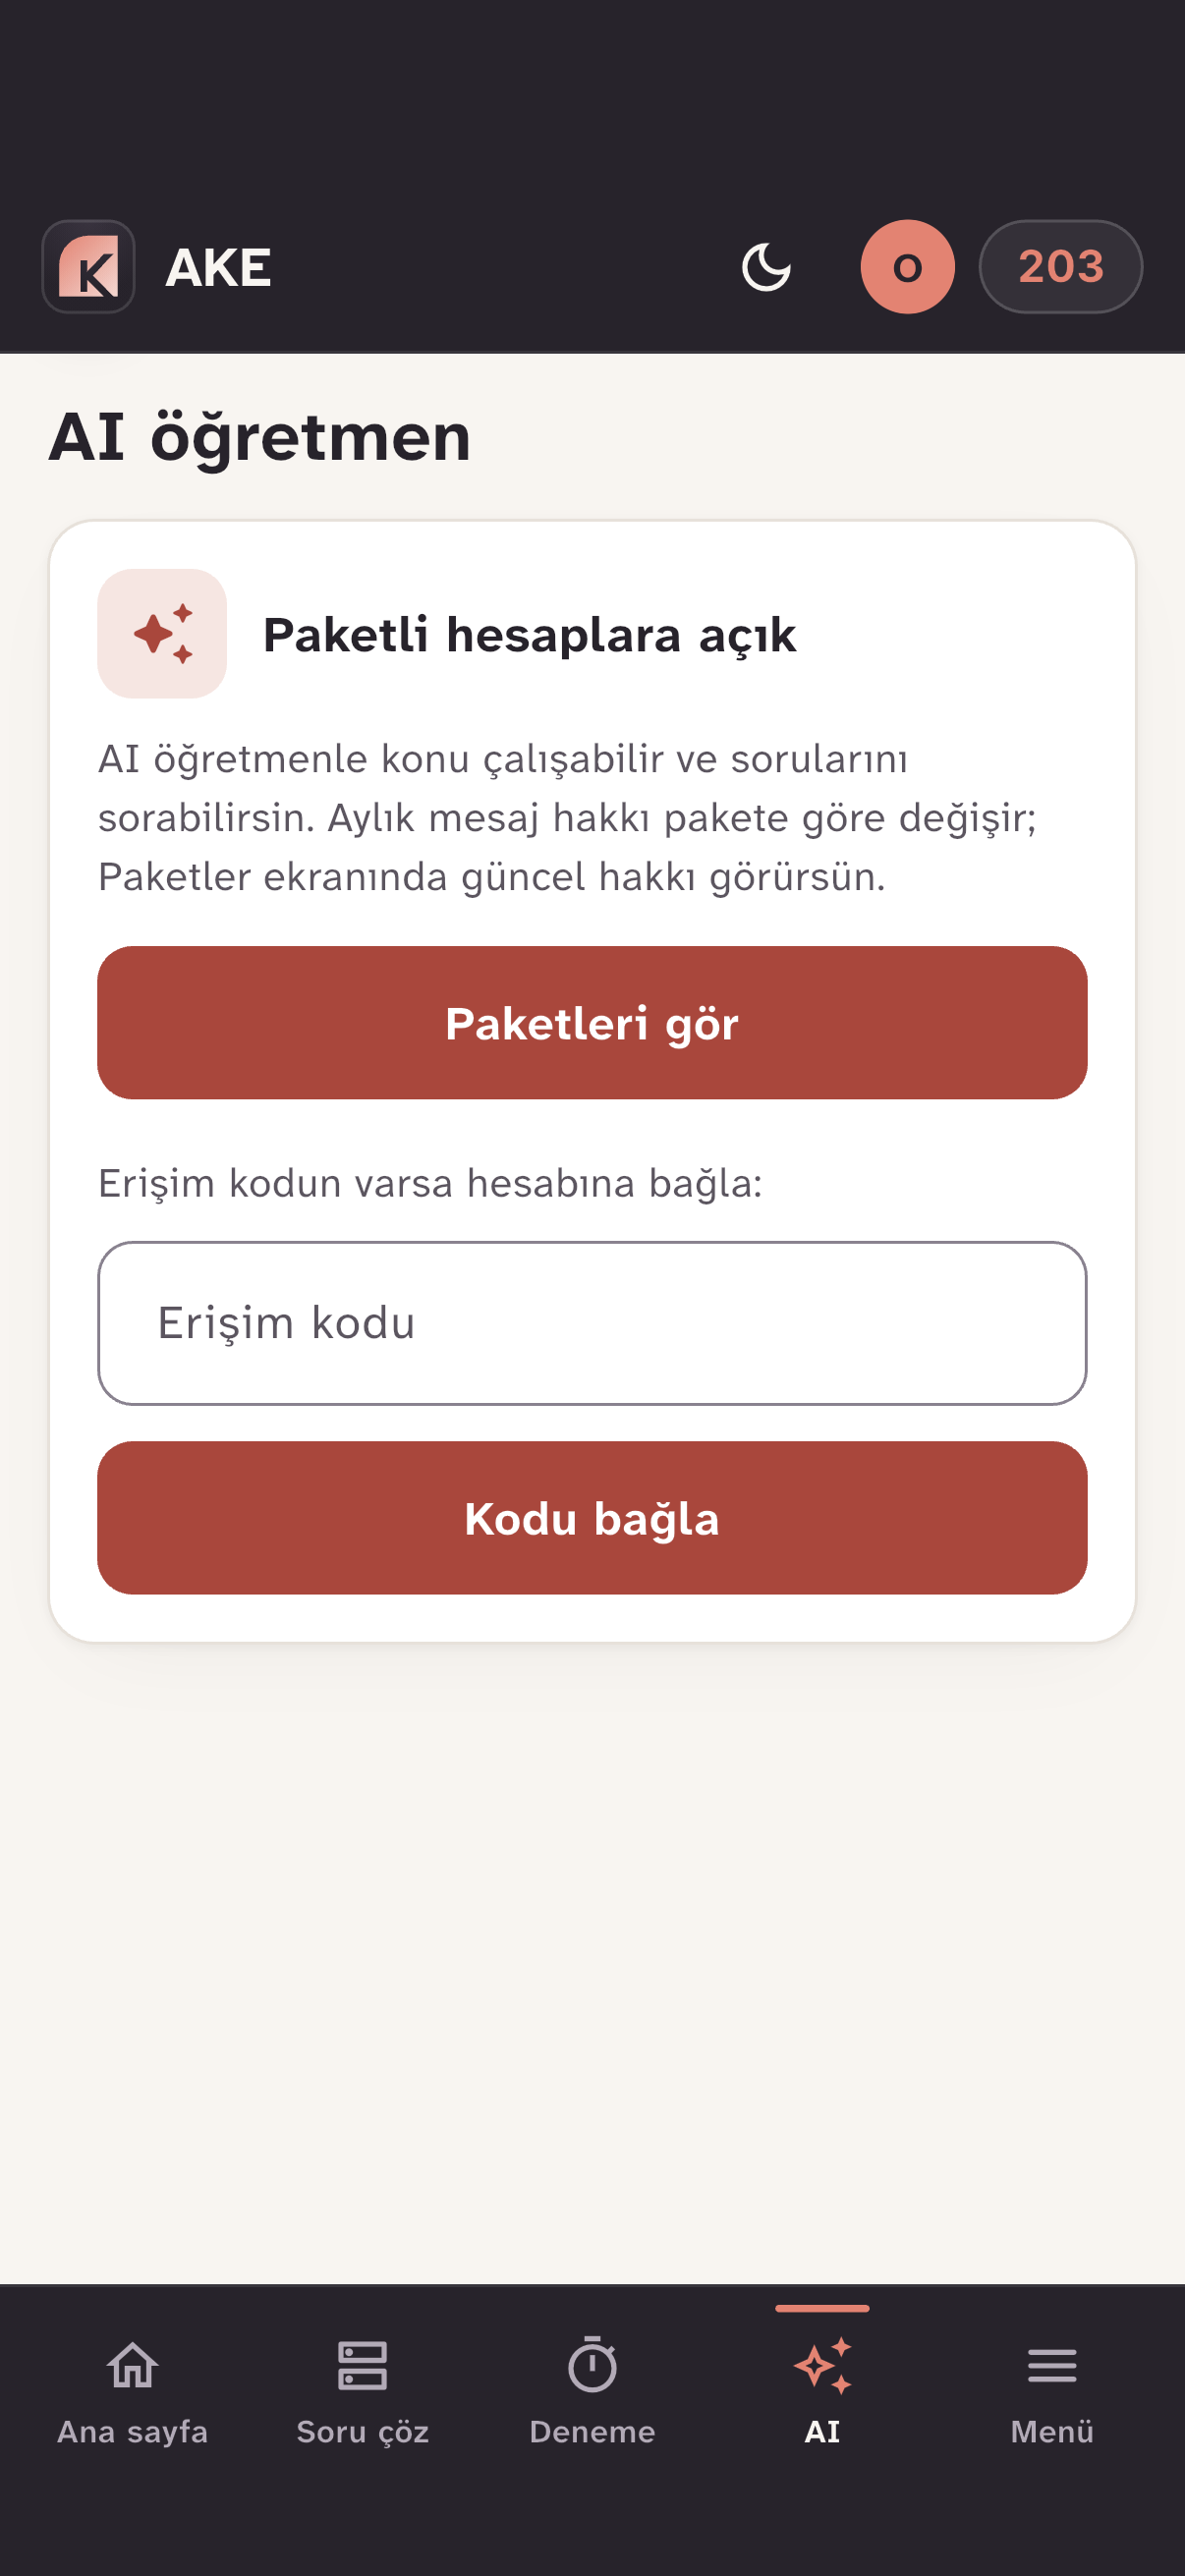 K AKE O 203
AI öğretmen
Paketli hesaplara açık
AI öğretmenle konu çalışabilir ve sorularını
sorabilirsin. Aylık mesaj hakkı pakete göre değişir;
Paketler ekranında güncel hakkı görürsün.
Paketleri gör
Erişim kodun varsa hesabına bağla:
Erişim kodu
Kodu bağla
Ana sayfa Soru çöz Deneme AI Menü